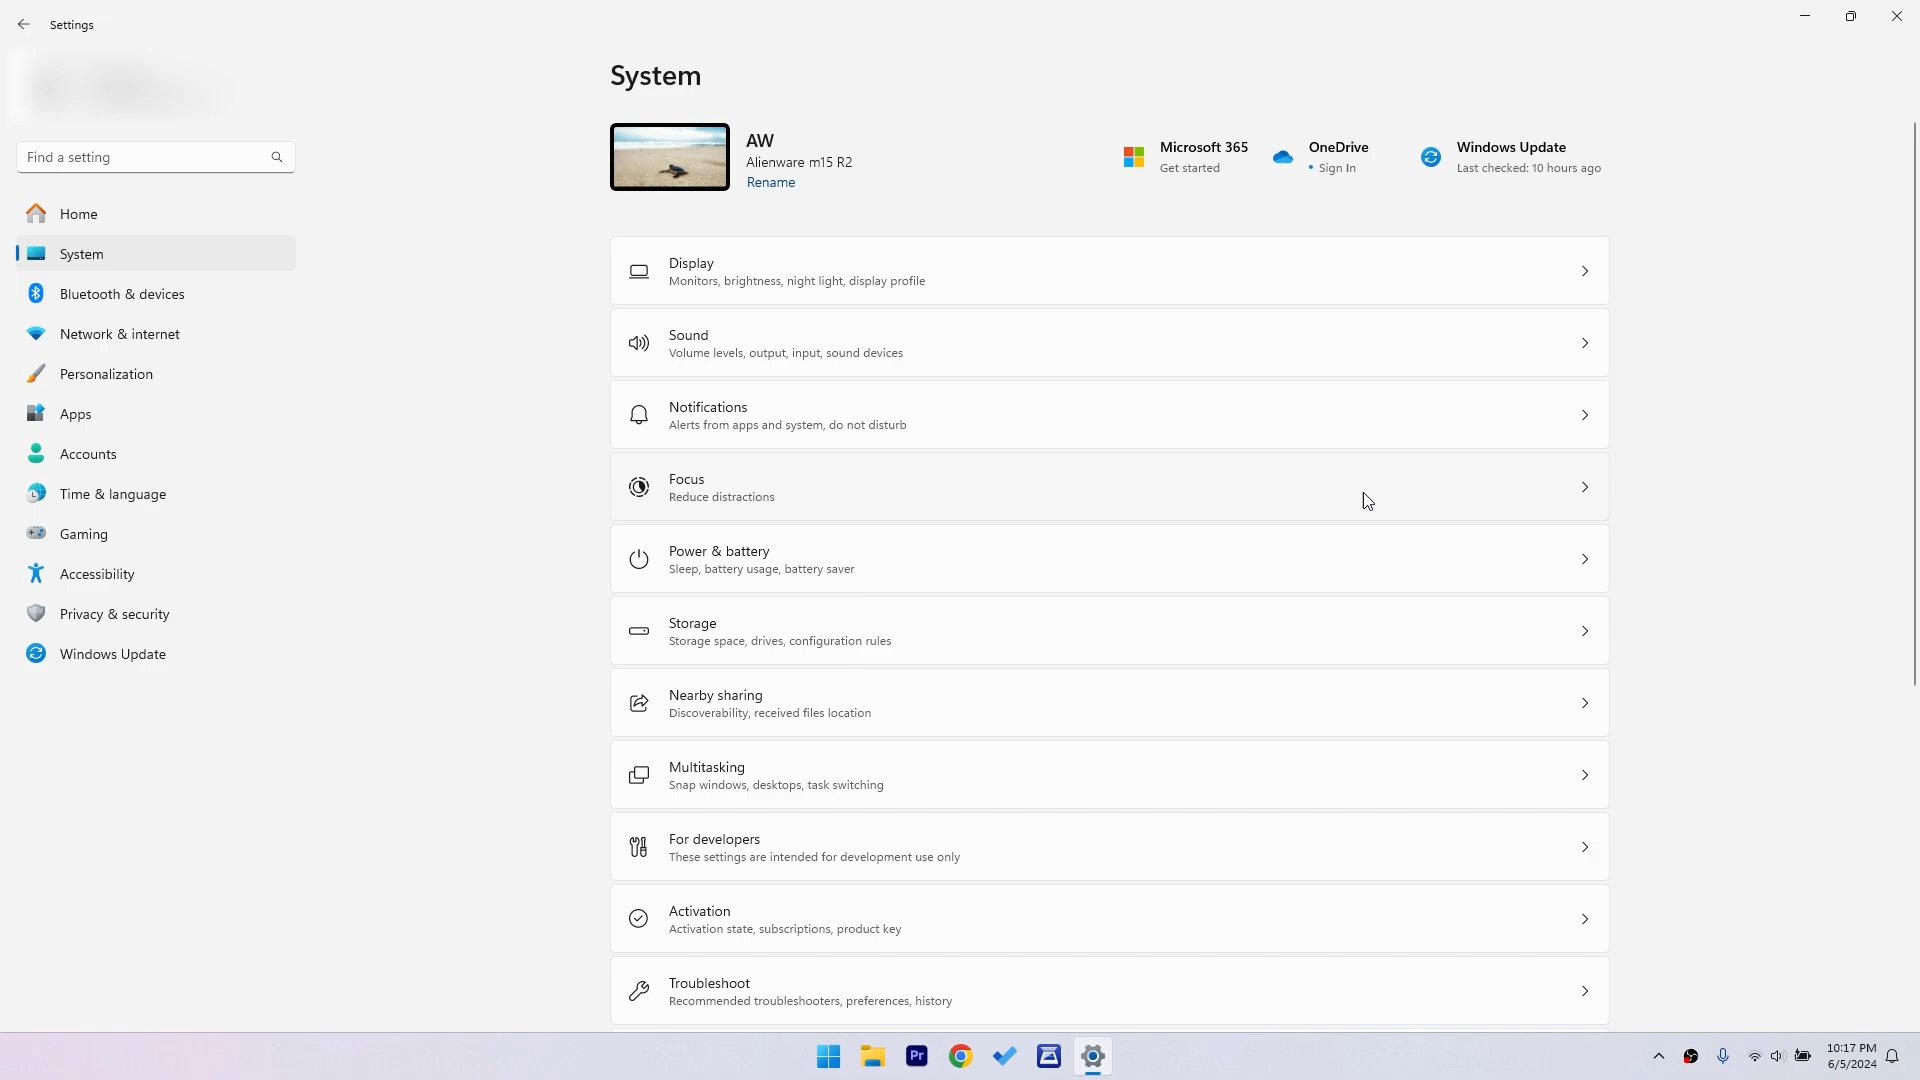 Settings
System
AW
Alienware m15 R2
Rename
Microsoft 365
Get started
OneDrive
• Sign In
Windows Update
Last checked: 10 hours ago
Find a setting
Home
System
Bluetooth & devices
Network & internet
Personalization
Apps
Accounts
Time & language
Gaming
Accessibility
Privacy & security
Windows Update
Display
Monitors, brightness, night light, display profile
Sound
Volume levels, output, input, sound devices
Notifications
Alerts from apps and system, do not disturb
Focus
Reduce distractions
Power & battery
Sleep, battery usage, battery saver
Storage
Storage space, drives, configuration rules
Nearby sharing
Discoverability, received files location
Multitasking
Snap windows, desktops, task switching
For developers
These settings are intended for development use only
Activation
Activation state, subscriptions, product key
Troubleshoot
Recommended troubleshooters, preferences, history
Pr
10:17 PM
6/5/2024